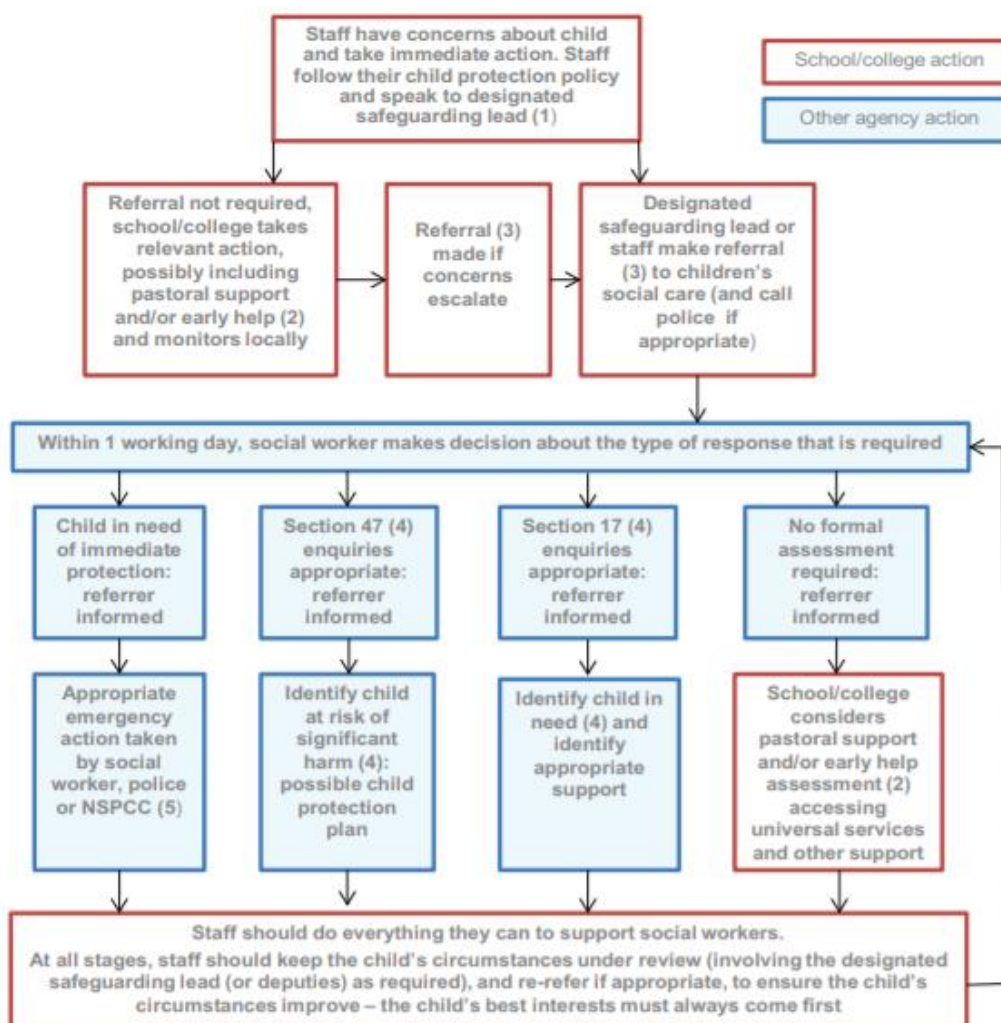 Staff have concerns about child
and take immediate action. Staff
follow their child protection policy
and speak to designated
safeguarding lead (1)
School/college action
Other agency action
Referral not required,
school/college takes
relevant action,
possibly including
pastoral support
and/or early help (2)
and monitors locally
Referral (3)
made if
concerns
escalate
Designated
safeguarding lead or
staff make referral
(3) to children's
social care (and call
police if
appropriate)
Within 1 working day, social worker makes decision about the type of response that is required
Child in need
of immediate
protection:
referrer
informed
Section 47 (4)
enquiries
appropriate:
referrer
informed
Section 17 (4)
enquiries
appropriate:
referrer
informed
No formal
assessment
required:
referrer
informed
Appropriate
emergency
action taken
by social
worker, police
or NSPCC (5)
Identify child
at risk of
significant
harm (4):
possible child
protection
plan
Identify child in
need (4) and
identify
appropriate
support
School/college
considers
pastoral support
and/or early help
assessment (2)
accessing
universal services
and other support
Staff should do everything they can to support social workers.
At all stages, staff should keep the child's circumstances under review (involving the designated
safeguarding lead (or deputies) as required), and re-refer if appropriate, to ensure the child's
circumstances improve – the child's best interests must always come first